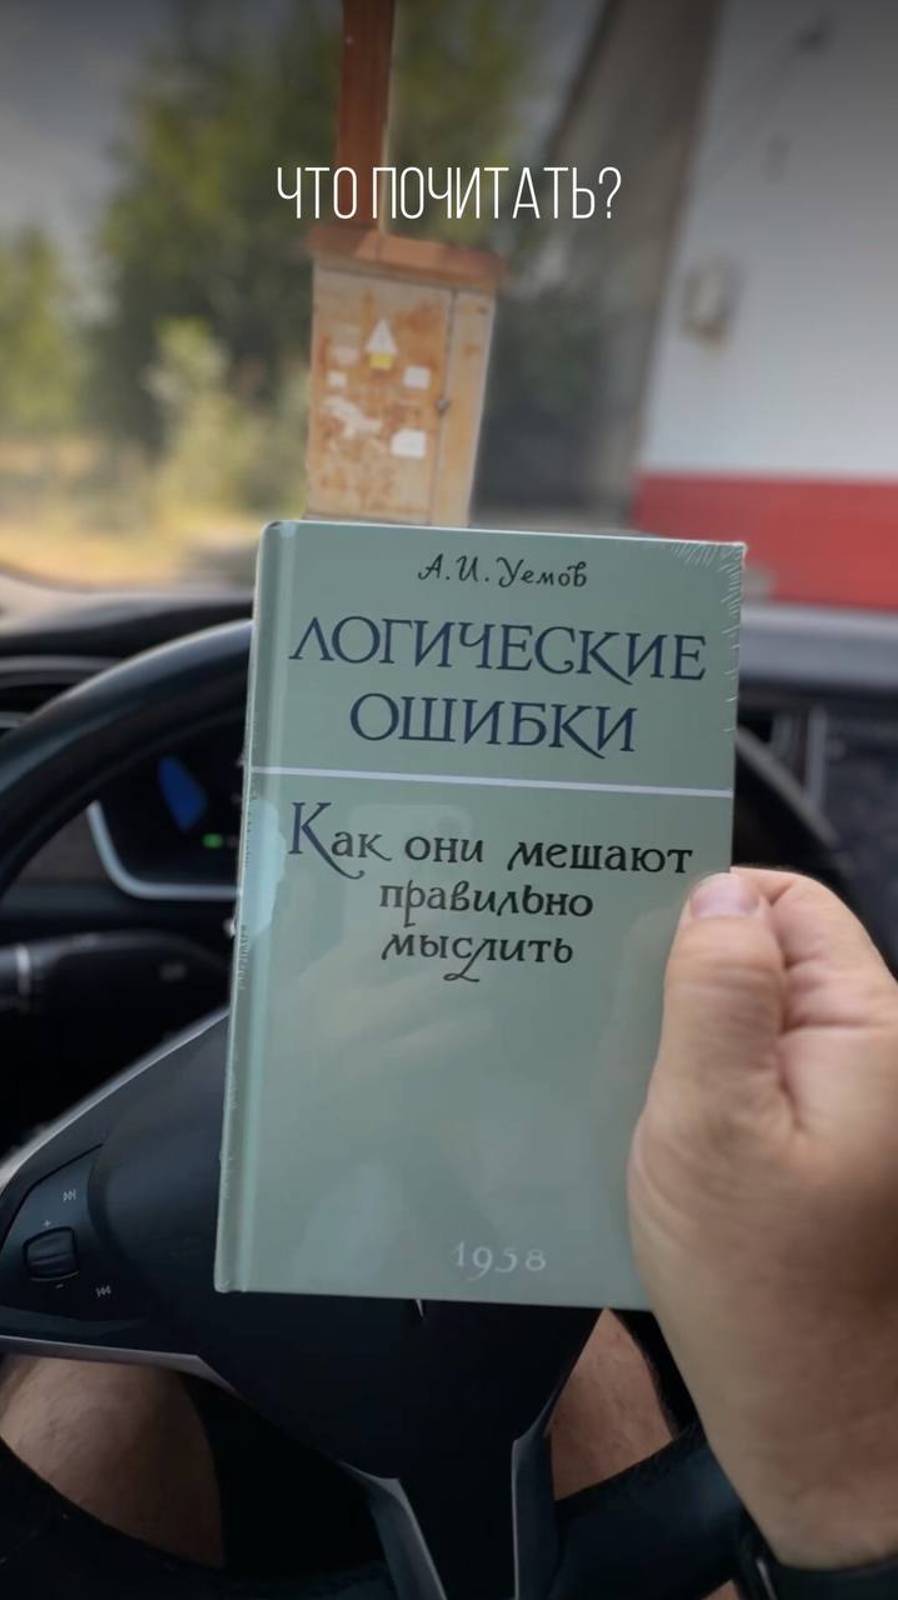 ЧТО ПОЧИТАТЬ?
А.И.Уемов
ЛОГИЧЕСКИЕ
ОШИБКИ
Как они мешают
правильно
мыслить
1958